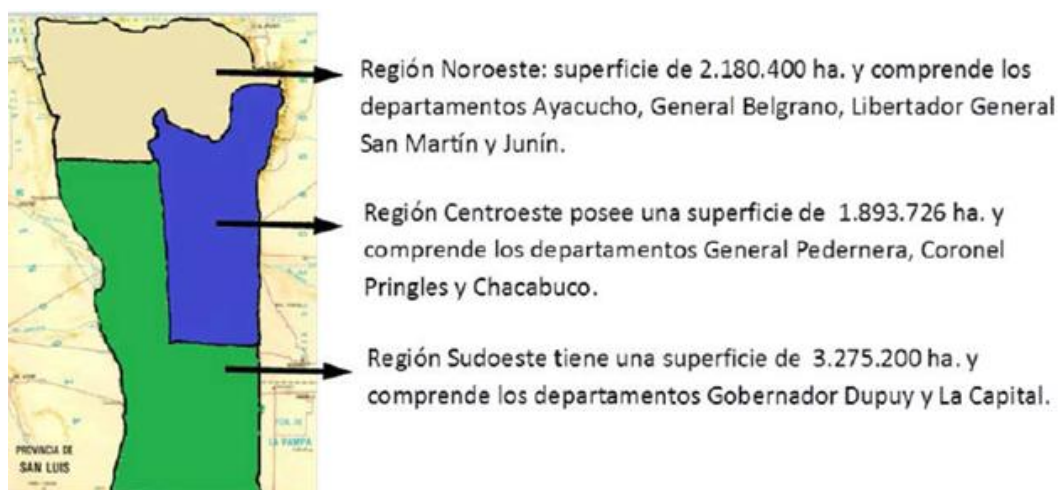 Región Noroeste: superficie de 2.180.400 ha. y comprende los
departamentos Ayacucho, General Belgrano, Libertador General
San Martín y Junín.
Región Centroeste posee una superficie de 1.893.726 ha. y
comprende los departamentos General Pedernera, Coronel
Pringles y Chacabuco.
Región Sudoeste tiene una superficie de 3.275.200 ha. y
comprende los departamentos Gobernador Dupuy y La Capital.
LA PAMPA
PROVINCIA DE
SAN LUIS